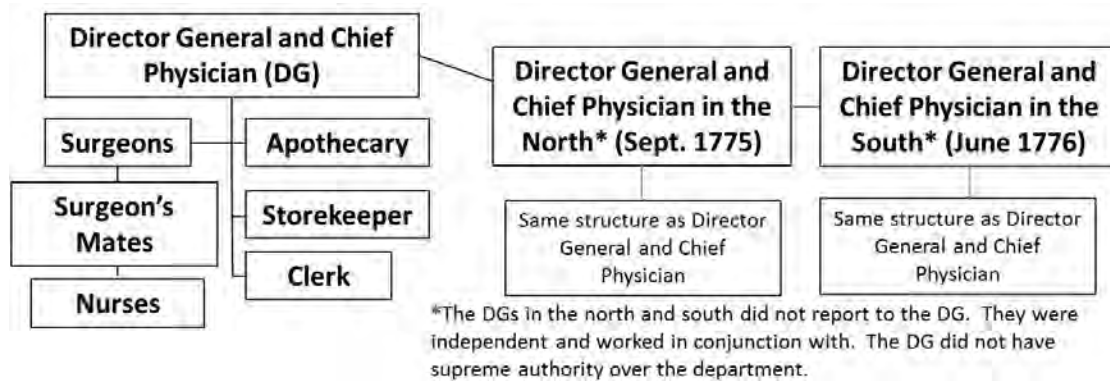 Director General and Chief
Physician (DG)
Surgeons
Apothecary
Surgeon's
Mates
Storekeeper
Nurses
Clerk
Director General and
Chief Physician in the
North* (Sept. 1775)
Same structure as Director
General and Chief
Physician
Director General and
Chief Physician in the
South* (June 1776)
Same structure as Director
General and Chief
Physician
*The DGs in the north and south did not report to the DG. They were
independent and worked in conjunction with. The DG did not have
supreme authority over the department.